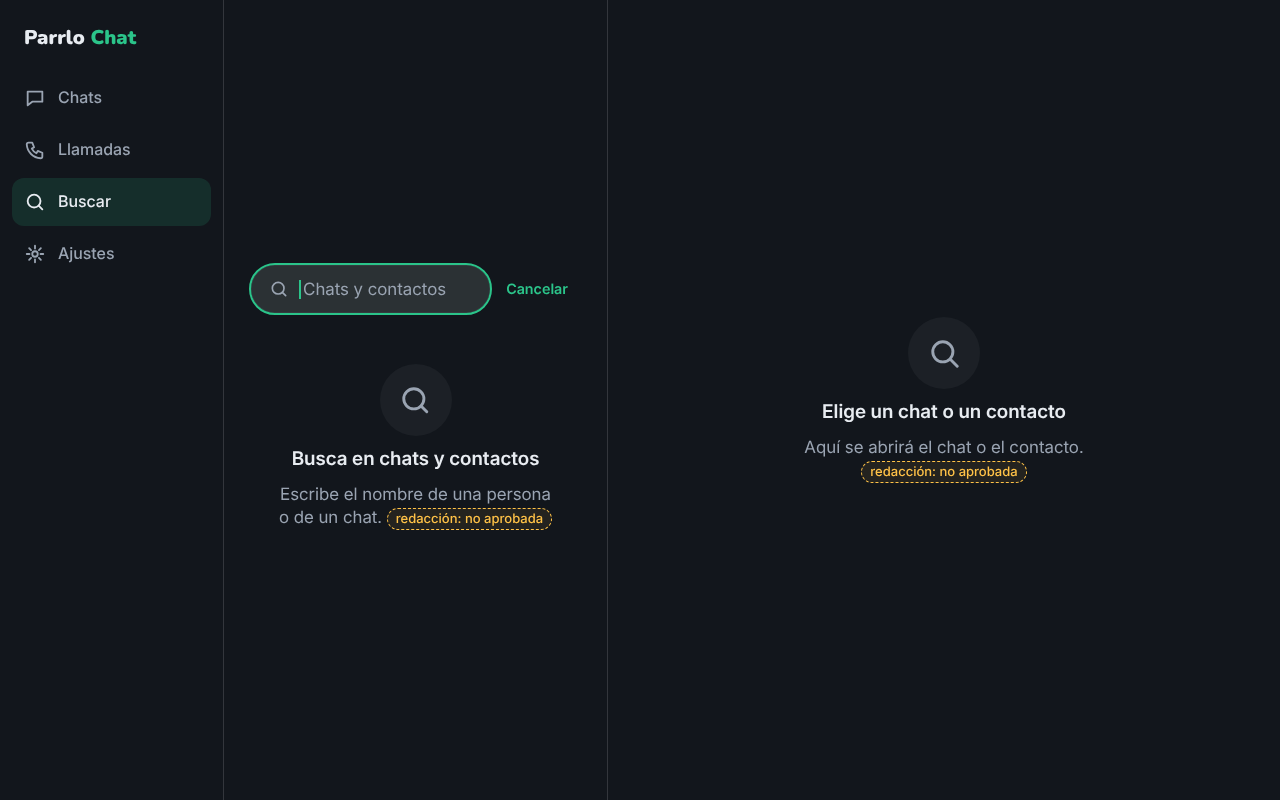 Parrlo Chat
Chats
Llamadas
Buscar
Ajustes
Chats y contactos
Cancelar
Busca en chats y contactos
Escribe el nombre de una persona
o de un chat. redacción: no aprobada
Elige un chat o un contacto
Aquí se abrirá el chat o el contacto.
redacción: no aprobada